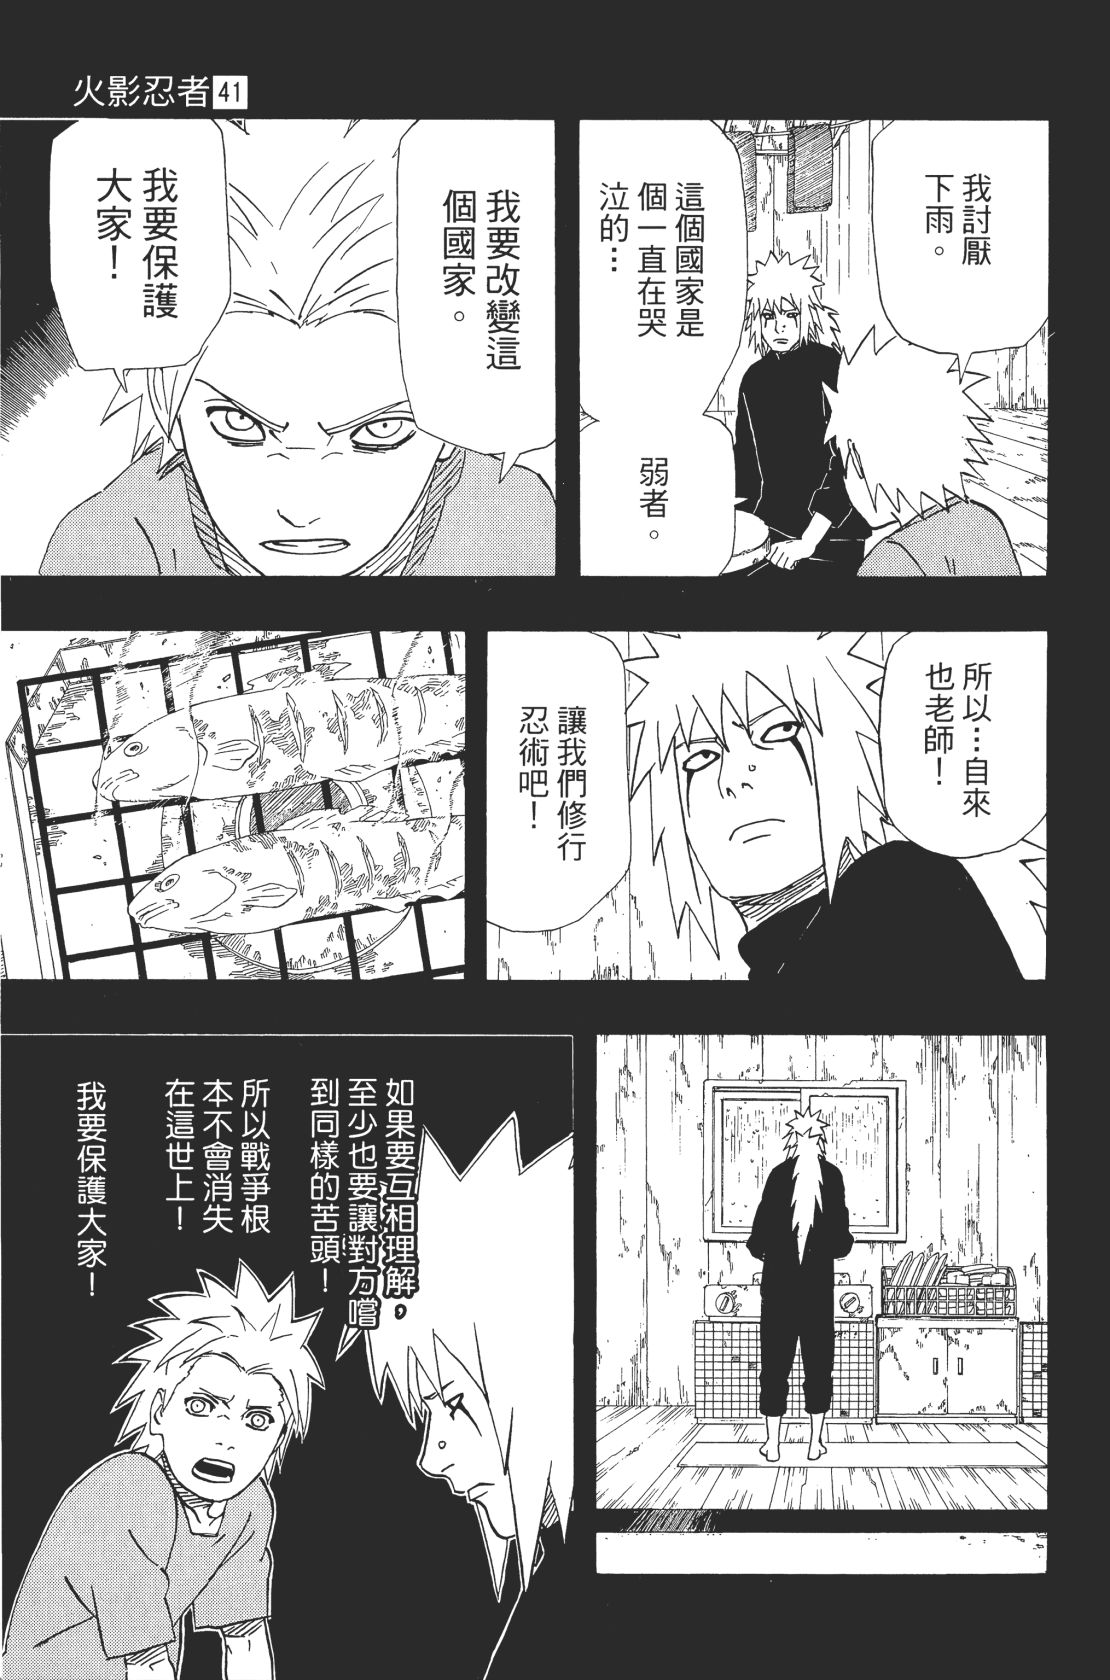 火影忍者41
我討厭
下雨。
這個國家是
個一直在哭
泣的…
弱者。
我要改變這
個國家。
我要保護
大家！
所以…自來
也老師！
讓我們修行
忍術吧！
如果要互相理解，
至少也要讓對方嚐
到同樣的苦頭！
所以戰爭根
本不會消失
在這世上！
我要保護大家！